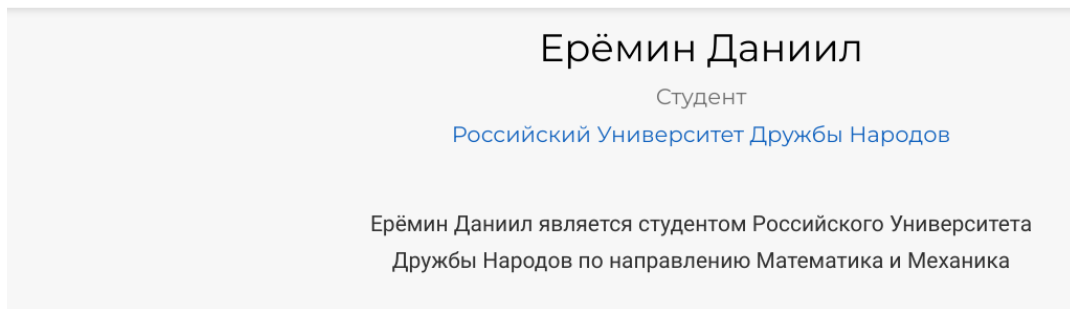 Ерёмин Даниил
Студент
Российский Университет Дружбы Народов
Ерёмин Даниил является студентом Российского Университета
Дружбы Народов по направлению Математика и Механика